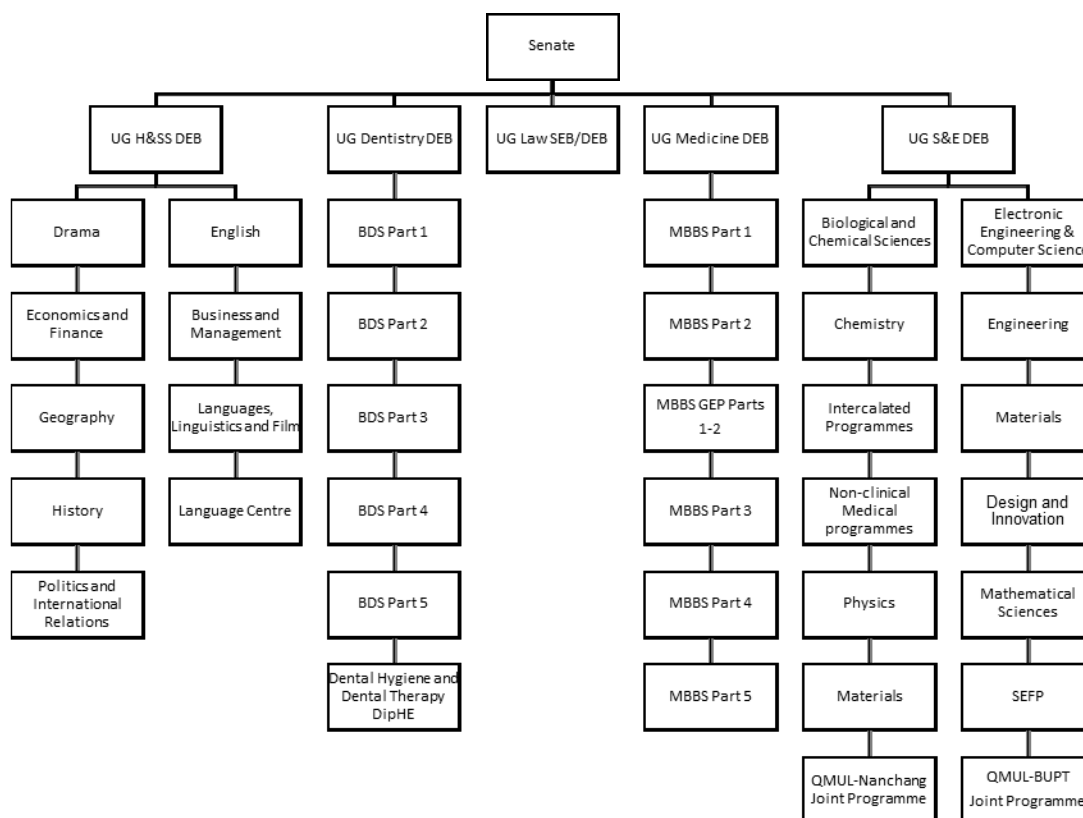 Senate
UG H&SS DEB
UG Dentistry DEB
UG Law SEB/DEB
UG Medicine DEB
UG S&E DEB
Drama
English
BDS Part 1
MBBS Part 1
Biological and
Chemical Sciences
Electronic
Engineering &
Computer Science
Economics and
Finance
Business and
Management
BDS Part 2
MBBS Part 2
Chemistry
Engineering
Geography
Languages,
Linguistics and Film
BDS Part 3
MBBS GEP Parts
1-2
Intercalated
Programmes
Materials
History
Language Centre
BDS Part 4
MBBS Part 3
Non-clinical
Medical
programmes
Design and
Innovation
Politics and
International
Relations
BDS Part 5
MBBS Part 4
Physics
Mathematical
Sciences
Dental Hygiene and
Dental Therapy
DipHE
MBBS Part 5
Materials
SEFP
QMUL-Nanchang
Joint Programme
QMUL-BUPT
Joint Programme